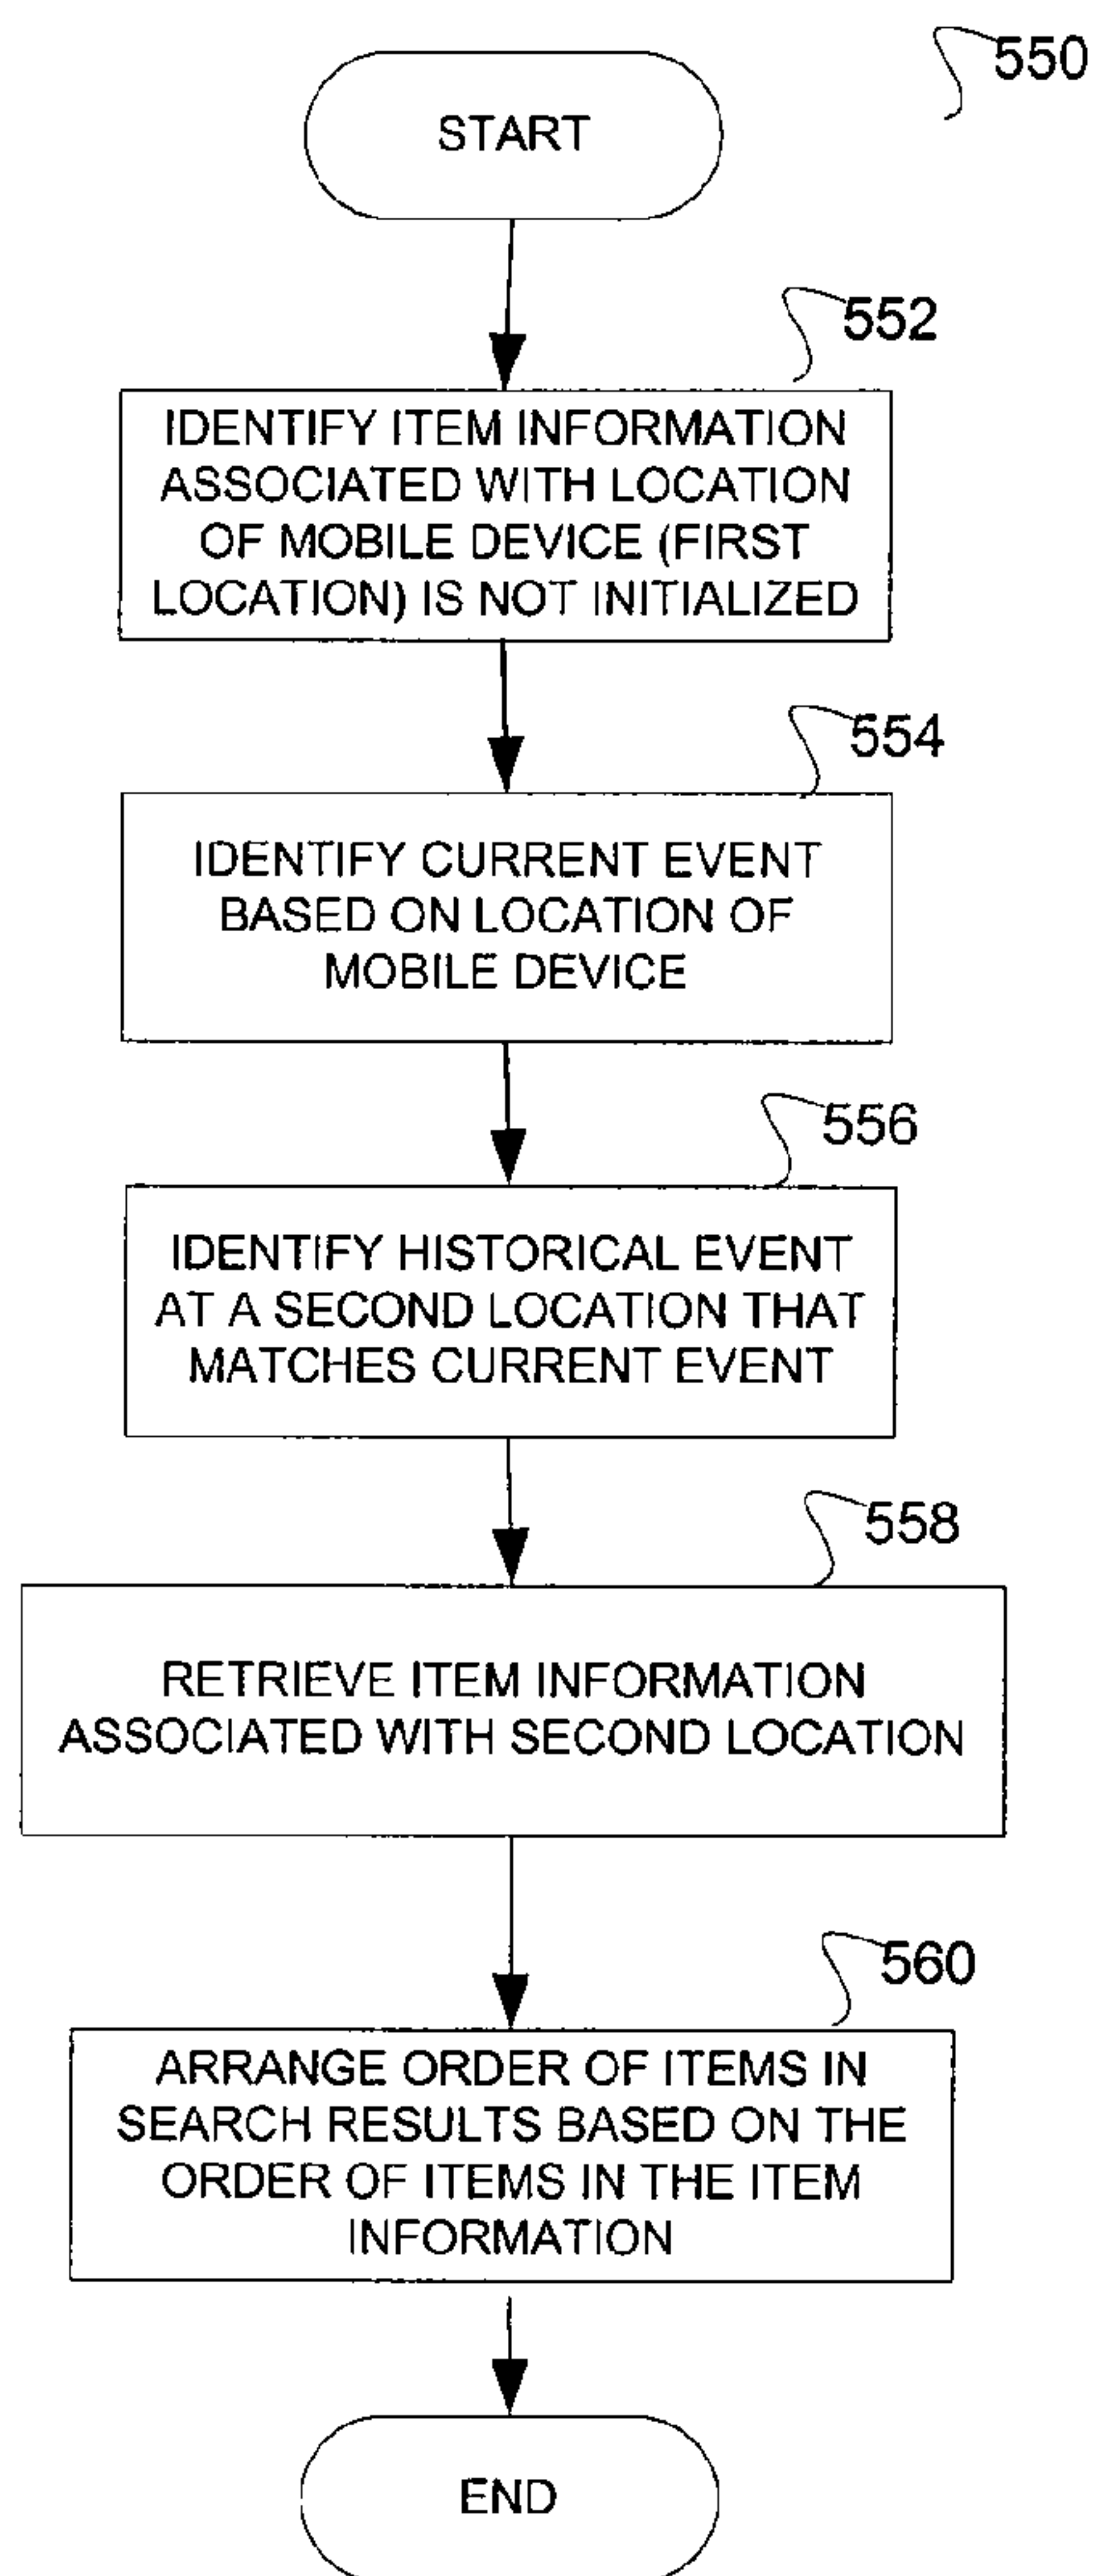 550
START
552
IDENTIFY ITEM INFORMATION
ASSOCIATED WITH LOCATION
OF MOBILE DEVICE (FIRST
LOCATION) IS NOT INITIALIZED
554
IDENTIFY CURRENT EVENT
BASED ON LOCATION OF
MOBILE DEVICE
556
IDENTIFY HISTORICAL EVENT
AT A SECOND LOCATION THAT
MATCHES CURRENT EVENT
558
RETRIEVE ITEM INFORMATION
ASSOCIATED WITH SECOND LOCATION
560
ARRANGE ORDER OF ITEMS IN
SEARCH RESULTS BASED ON THE
ORDER OF ITEMS IN THE ITEM
INFORMATION
END